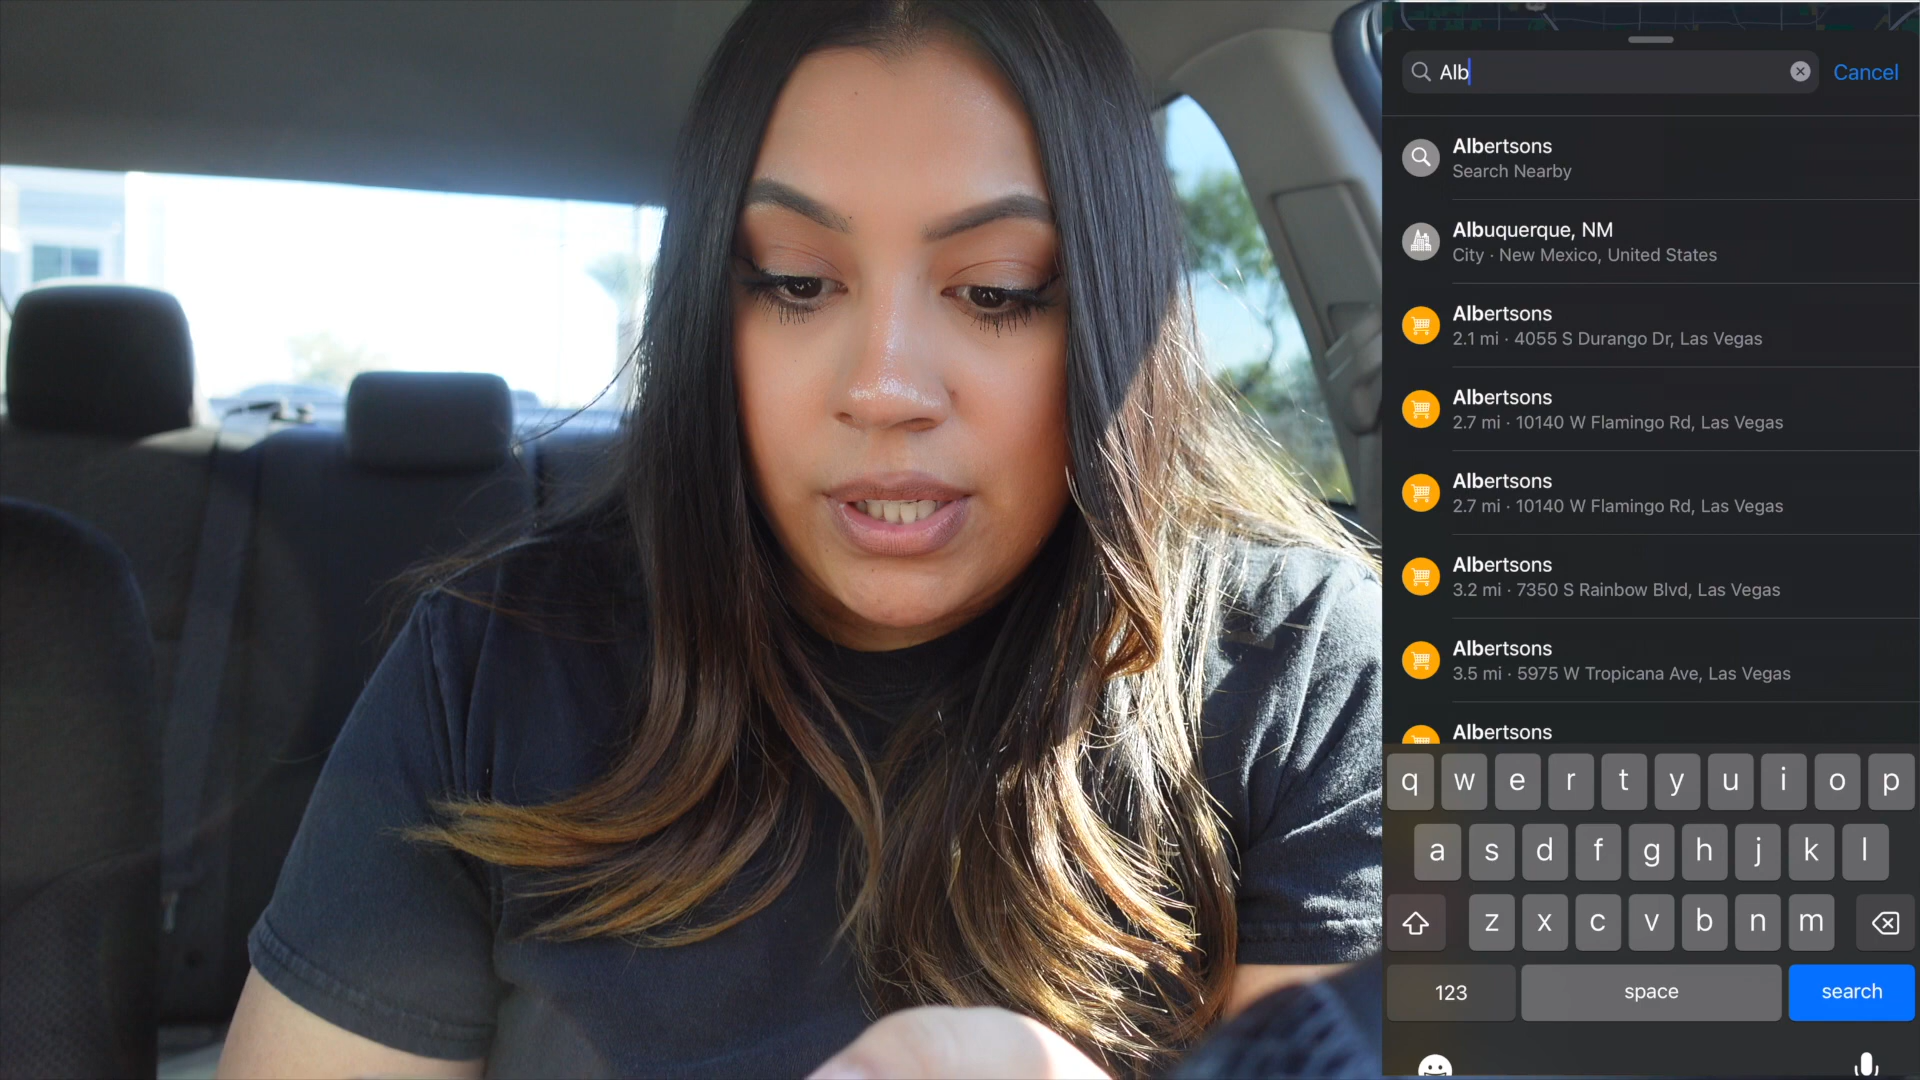 Alb
Cancel
Albertsons
Search Nearby
Albuquerque, NM
City · New Mexico, United States
Albertsons
2.1 mi · 4055 S Durango Dr, Las Vegas
Albertsons
2.7 mi · 10140 W Flamingo Rd, Las Vegas
Albertsons
2.7 mi · 10140 W Flamingo Rd, Las Vegas
Albertsons
3.2 mi · 7350 S Rainbow Blvd, Las Vegas
Albertsons
3.5 mi · 5975 W Tropicana Ave, Las Vegas
Albertsons
q w e r t y u i o p
a s d f g h j k l
z x c v b n m
123 space search